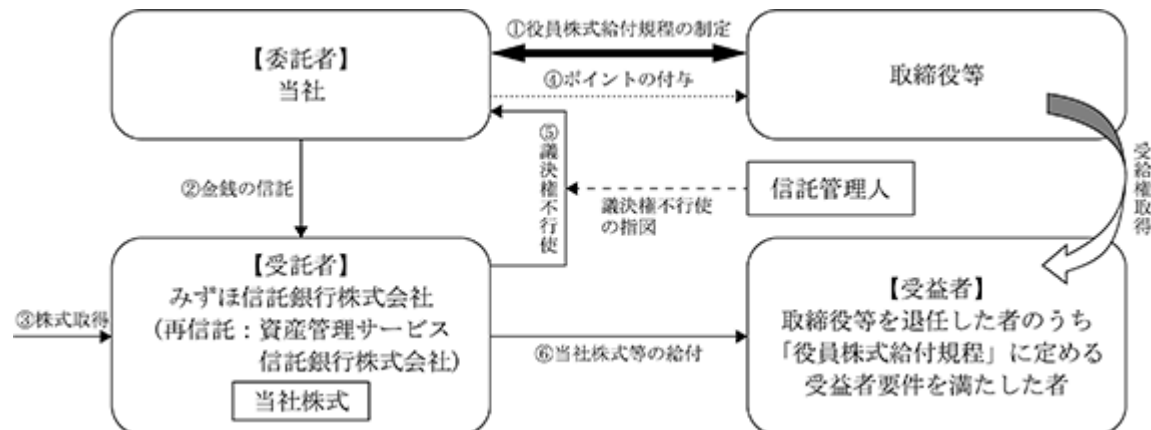 ①役員株式給付規程の制定
【委託者】
当社
取締役等
④ポイントの付与
⑤議決権不行使
受給権取得
②金銭の信託
信託管理人
議決権不行使
の指図
【受託者】
みずほ信託銀行株式会社
(再信託:資産管理サービス
信託銀行株式会社)
当社株式
③株式取得
⑥当社株式等の給付
【受益者】
取締役等を退任した者のうち
「役員株式給付規程」に定める
受益者要件を満たした者